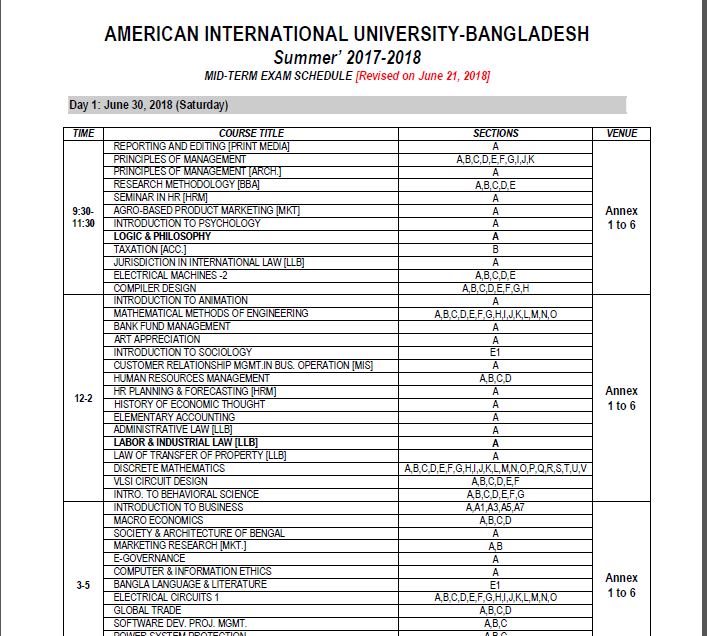 AMERICAN INTERNATIONAL UNIVERSITY-BANGLADESH
Summer’ 2017-2018
MID-TERM EXAM SCHEDULE [Revised on June 21, 2018]
Day 1: June 30, 2018 (Saturday)
TIME COURSE TITLE SECTIONS VENUE
9:30-11:30 Annex 1 to 6
REPORTING AND EDITING [PRINT MEDIA] A
PRINCIPLES OF MANAGEMENT A,B,C,D,E,F,G,I,J,K
PRINCIPLES OF MANAGEMENT [ARCH.] A
RESEARCH METHODOLOGY [BBA] A,B,C,D,E
SEMINAR IN HR [HRM] A
AGRO-BASED PRODUCT MARKETING [MKT] A
INTRODUCTION TO PSYCHOLOGY A
LOGIC & PHILOSOPHY A
TAXATION [ACC.] B
JURISDICTION IN INTERNATIONAL LAW [LLB] A
ELECTRICAL MACHINES -2 A,B,C,D,E
COMPILER DESIGN A,B,C,D,E,F,G,H
12-2 Annex 1 to 6
INTRODUCTION TO ANIMATION A
MATHEMATICAL METHODS OF ENGINEERING A,B,C,D,E,F,G,H,I,J,K,L,M,N,O
BANK FUND MANAGEMENT A
ART APPRECIATION A
INTRODUCTION TO SOCIOLOGY E1
CUSTOMER RELATIONSHIP MGMT.IN BUS. OPERATION [MIS] A
HUMAN RESOURCES MANAGEMENT A,B,C,D
HR PLANNING & FORECASTING [HRM] A
HISTORY OF ECONOMIC THOUGHT A
ELEMENTARY ACCOUNTING A
ADMINISTRATIVE LAW [LLB] A
LABOR & INDUSTRIAL LAW [LLB] A
LAW OF TRANSFER OF PROPERTY [LLB] A
DISCRETE MATHEMATICS A,B,C,D,E,F,G,H,I,J,K,L,M,N,O,P,Q,R,S,T,U,V
VLSI CIRCUIT DESIGN A,B,C,D,E,F
INTRO. TO BEHAVIORAL SCIENCE A,B,C,D,E,F,G
3-5 Annex 1 to 6
INTRODUCTION TO BUSINESS A,A1,A3,A5,A7
MACRO ECONOMICS A,B,C,D
SOCIETY & ARCHITECTURE OF BENGAL A
MARKETING RESEARCH [MKT.] A,B
E-GOVERNANCE A
COMPUTER & INFORMATION ETHICS A
BANGLA LANGUAGE & LITERATURE E1
ELECTRICAL CIRCUITS 1 A,B,C,D,E,F,G,H,I,J,K,L,M,N,O
GLOBAL TRADE A,B,C,D
SOFTWARE DEV. PROJ. MGMT. A,B,C
POWER SYSTEM PROTECTION